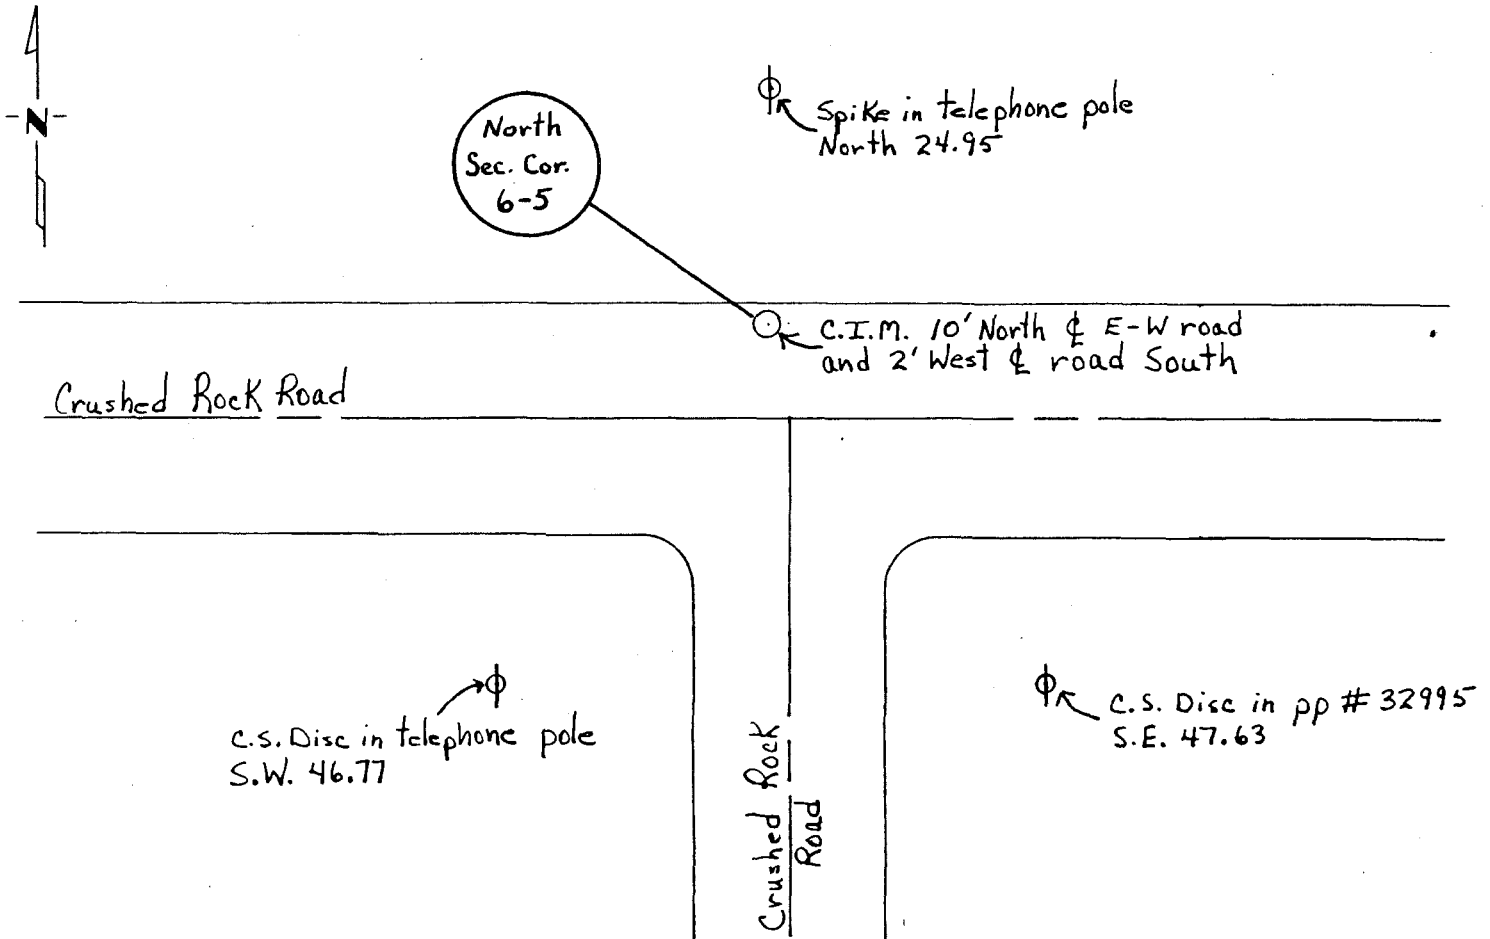 N
North
Sec. Cor.
6-5
Spike in telephone pole
North 24.95
C.I.M. 10' North ℄ E-W road
and 2' West ℄ road South
Crushed Rock Road
C.S. Disc in telephone pole
S.W. 46.77
C.S. Disc in pp # 32995
S.E. 47.63
Crushed Rock
Road